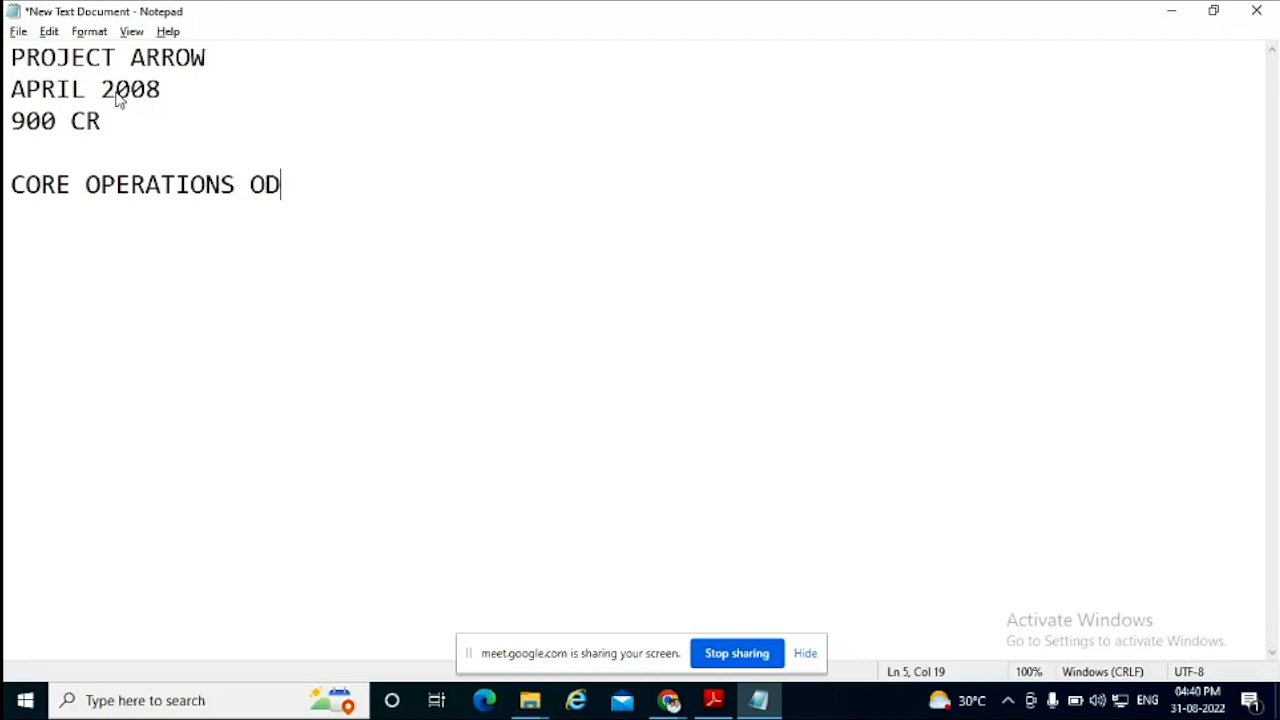 *New Text Document - Notepad
File Edit Format View Help
PROJECT ARROW
APRIL 2008
900 CR
CORE OPERATIONS OD
Activate Windows
Go to Settings to activate Windows.
meet.google.com is sharing your screen. Stop sharing Hide
Ln 5, Col 19 100% Windows (CRLF) UTF-8
Type here to search 30°C ENG 04:40 PM
31-08-2022 1